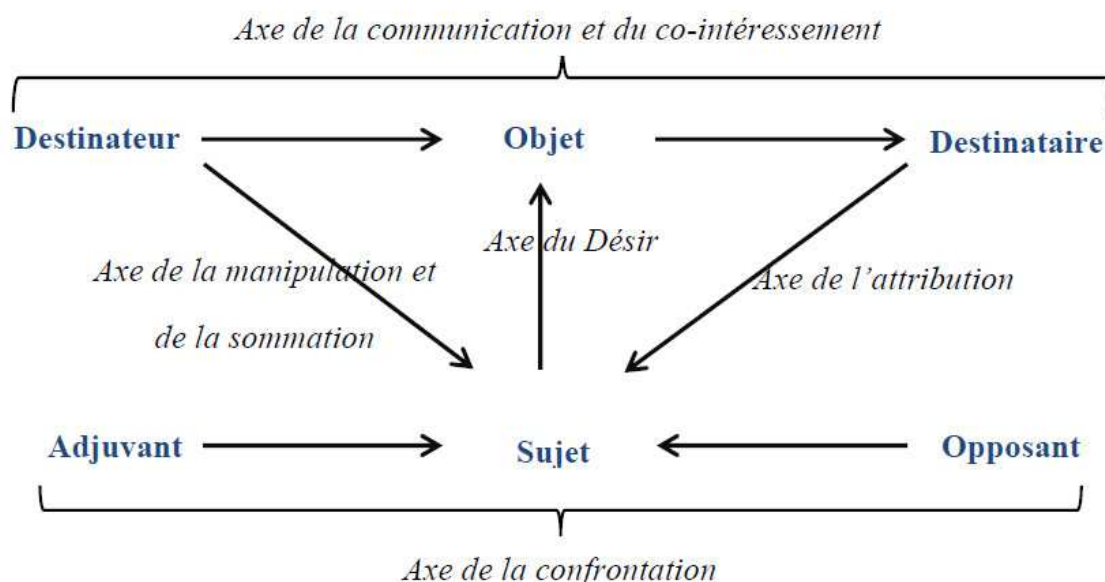 Axe de la communication et du co-intéressement
Destinateur Objet Destinataire
Axe du Désir
Axe de la manipulation et
de la sommation
Axe de l’attribution
Adjuvant Sujet Opposant
Axe de la confrontation